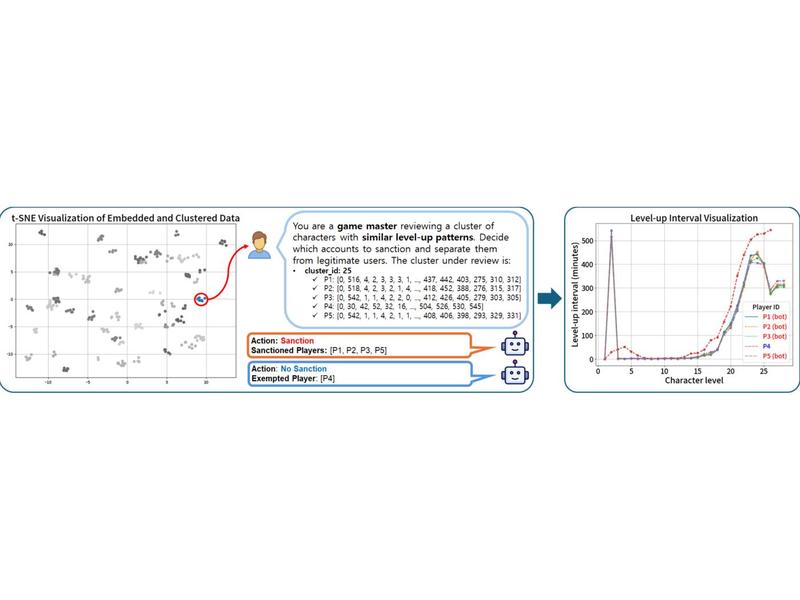 t-SNE Visualization of Embedded and Clustered Data
10
5
0
-5
-10
-10
-5
0
5
10
You are a game master reviewing a cluster of
characters with similar level-up patterns. Decide
which accounts to sanction and separate them
from legitimate users. The cluster under review is:
• cluster_id: 25
✓ P1: [0, 516, 4, 2, 3, 3, 3, 1, ..., 437, 442, 403, 275, 310, 312]
✓ P2: [0, 518, 4, 2, 3, 2, 1, 4, ..., 418, 452, 388, 276, 315, 317]
✓ P3: [0, 542, 1, 1, 4, 2, 2, 0, ..., 412, 426, 405, 279, 303, 305]
✓ P4: [0, 30, 42, 52, 32, 16, ..., 504, 526, 530, 545]
✓ P5: [0, 542, 1, 1, 4, 2, 1, 1, ..., 408, 406, 398, 293, 329, 331]
Action: Sanction
Sanctioned Players: [P1, P2, P3, P5]
Action: No Sanction
Exempted Player: [P4]
Level-up Interval Visualization
Level-up interval (minutes)
500
400
300
200
100
0
0
5
10
15
20
25
Character level
Player ID
P1 (bot)
P2 (bot)
P3 (bot)
P4
P5 (bot)